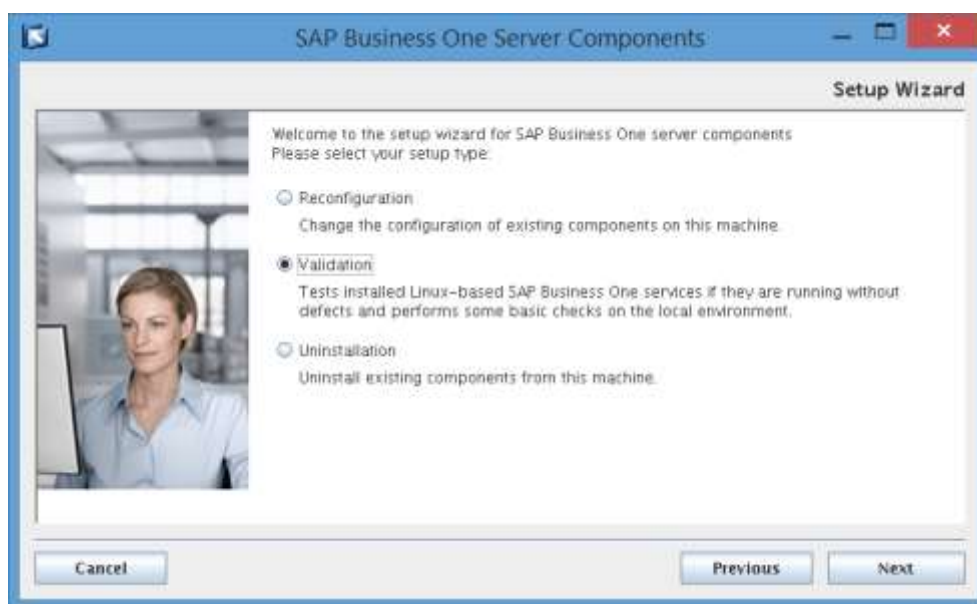 SAP Business One Server Components
Setup Wizard
Welcome to the setup wizard for SAP Business One server components
Please select your setup type:
Reconfiguration
Change the configuration of existing components on this machine.
Validation
Tests installed Linux-based SAP Business One services if they are running without
defects and performs some basic checks on the local environment.
Uninstallation
Uninstall existing components from this machine.
Cancel
Previous
Next